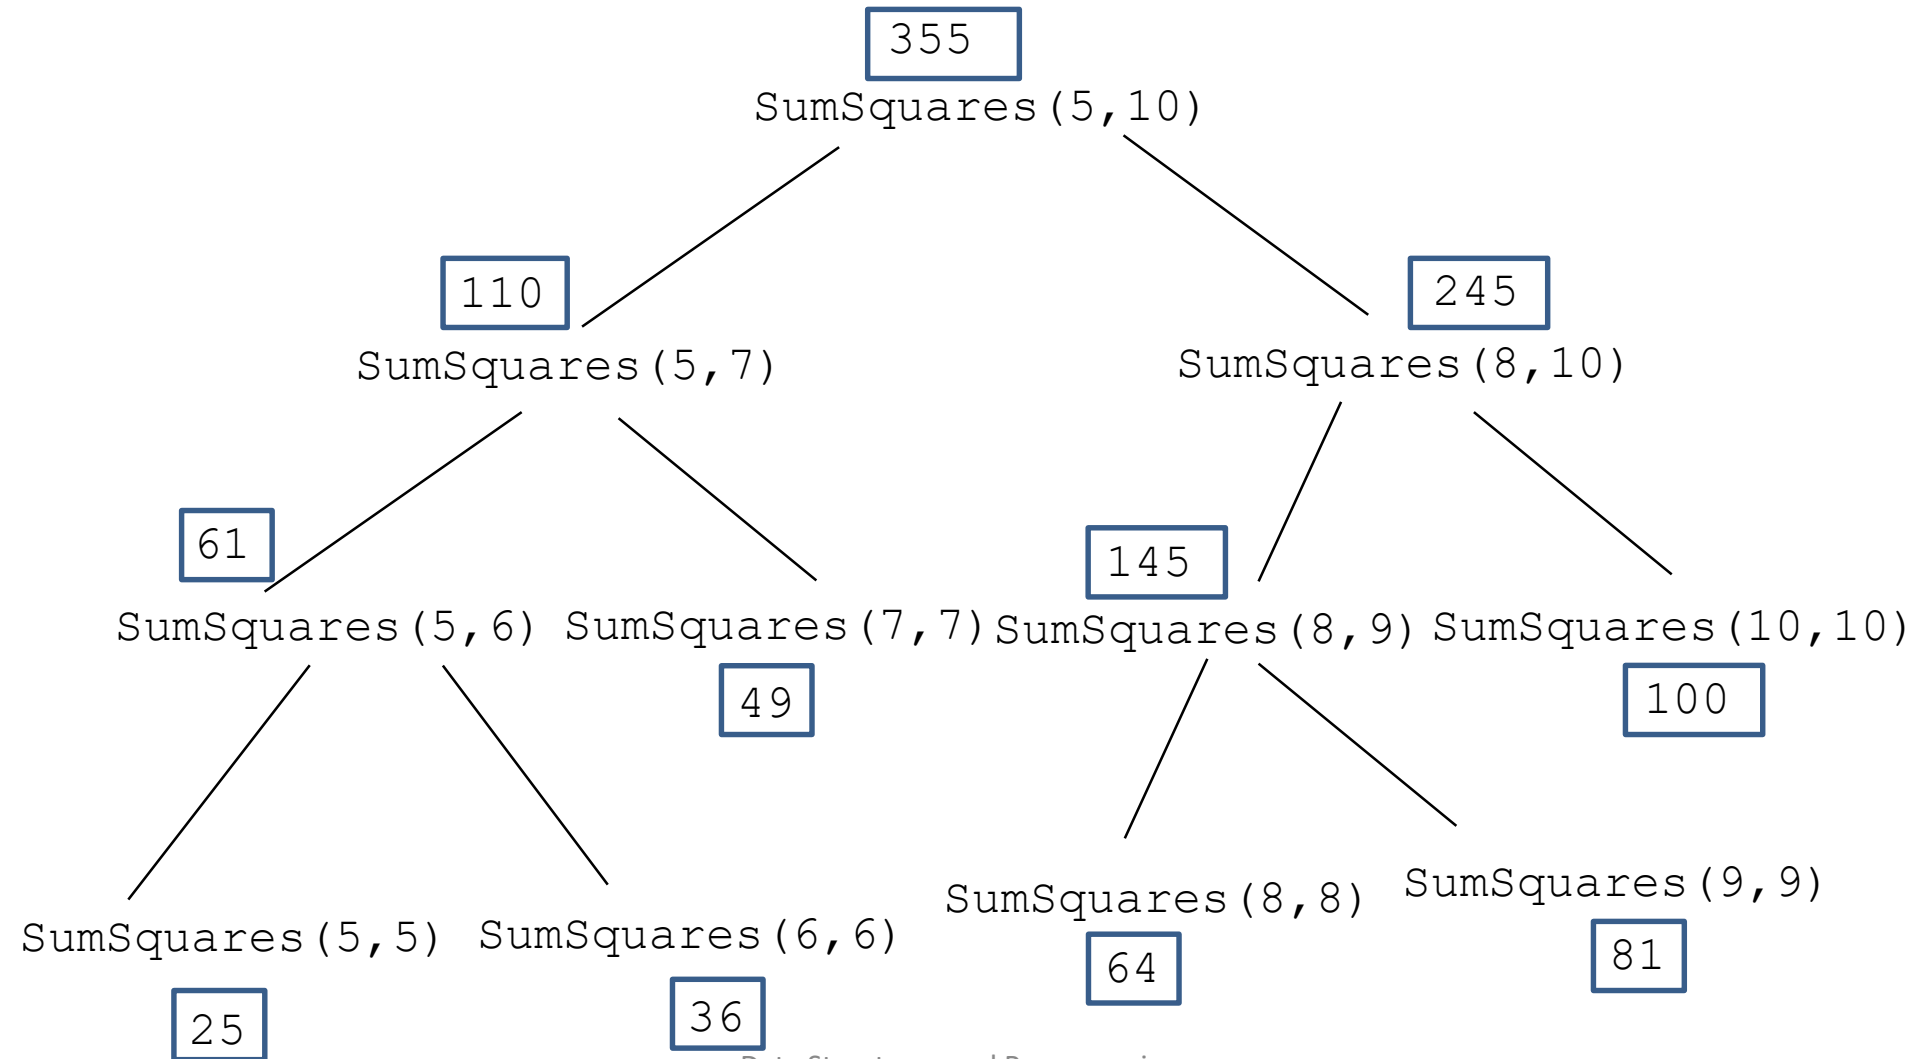 355
SumSquares(5,10)
110
245
SumSquares(5,7)
SumSquares(8,10)
61
145
SumSquares(5,6) SumSquares(7,7) SumSquares(8,9) SumSquares(10,10)
49
100
SumSquares(5,5) SumSquares(6,6) SumSquares(8,8) SumSquares(9,9)
25
36
64
81